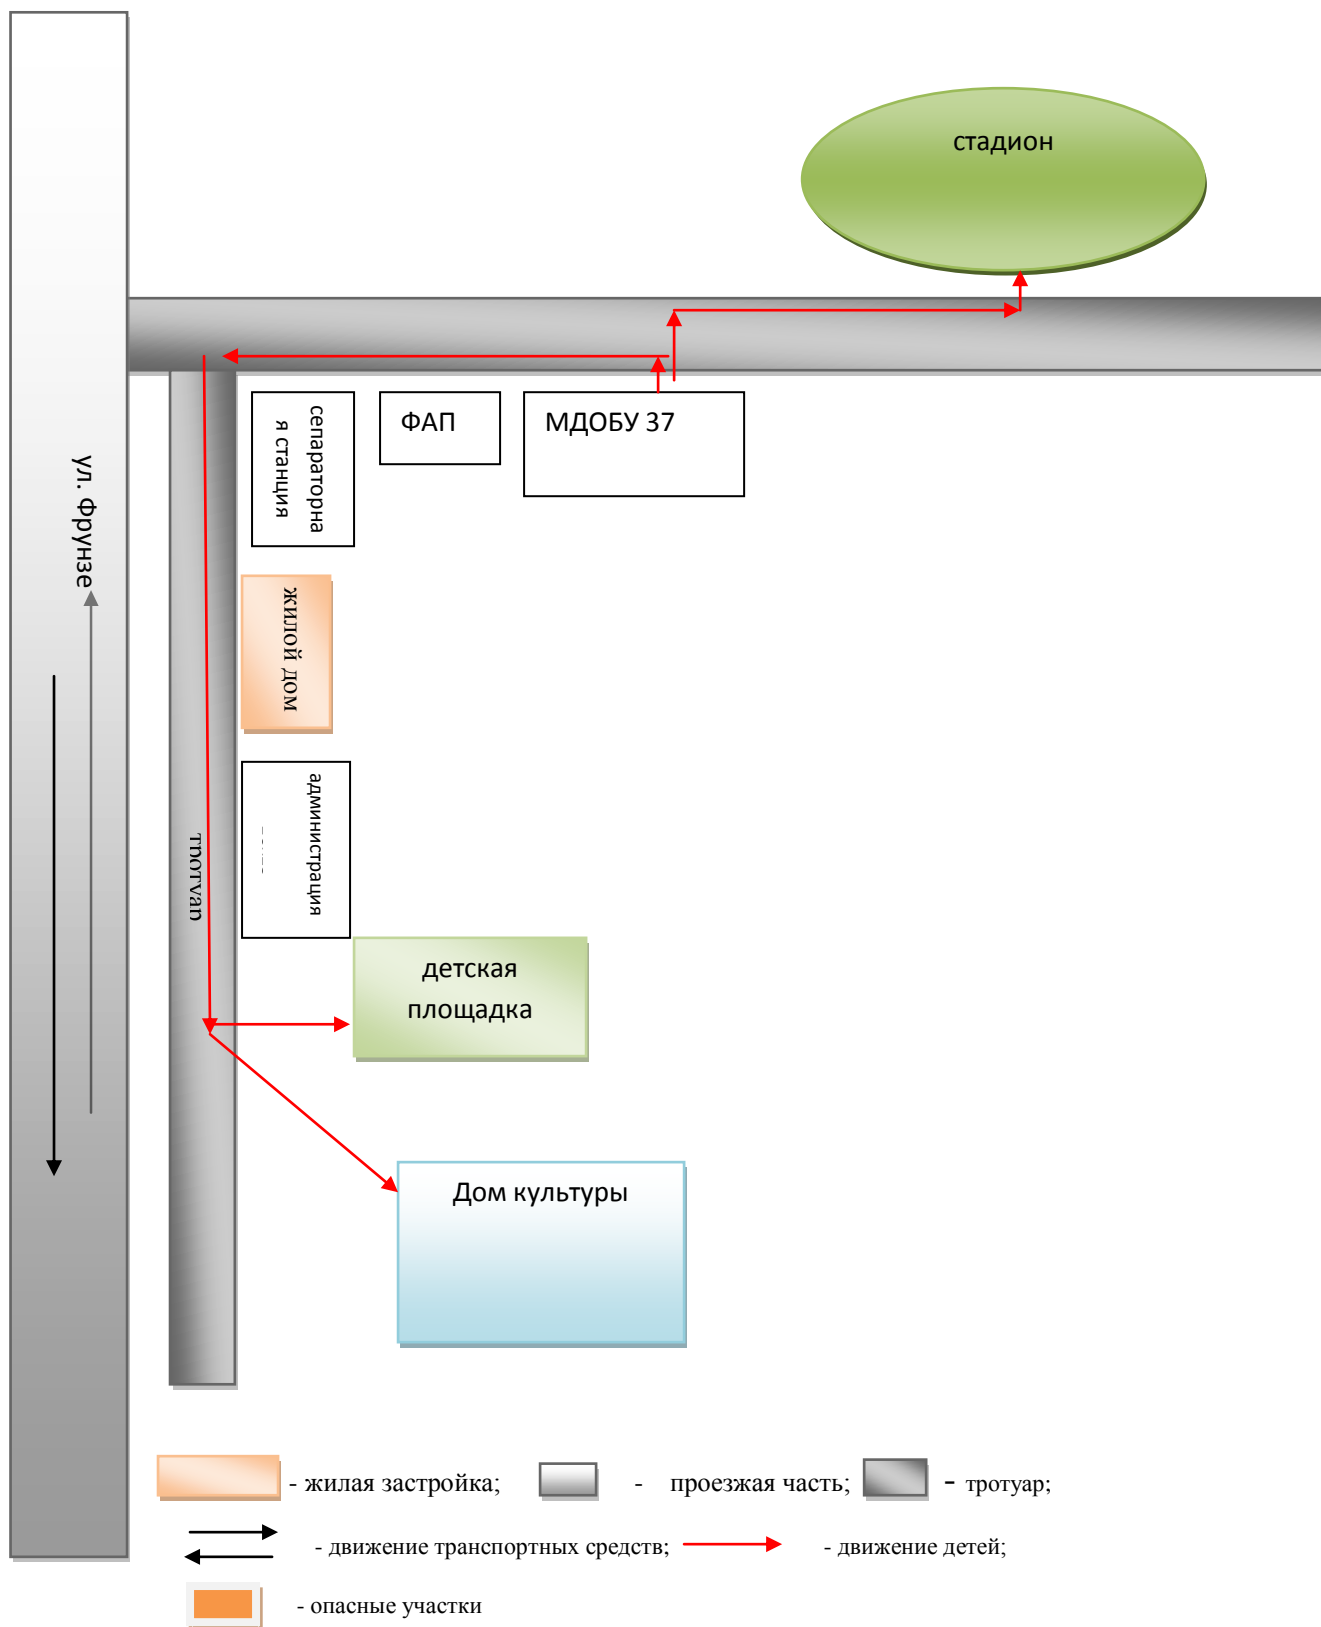 стадион
сепараторна
я станция
ФАП
МДОБУ 37
ул. Фрунзе
жилой дом
администрация
тротуар
детская
площадка
Дом культуры
- жилая застройка;
- проезжая часть;
- тротуар;
- движение транспортных средств;
- движение детей;
- опасные участки